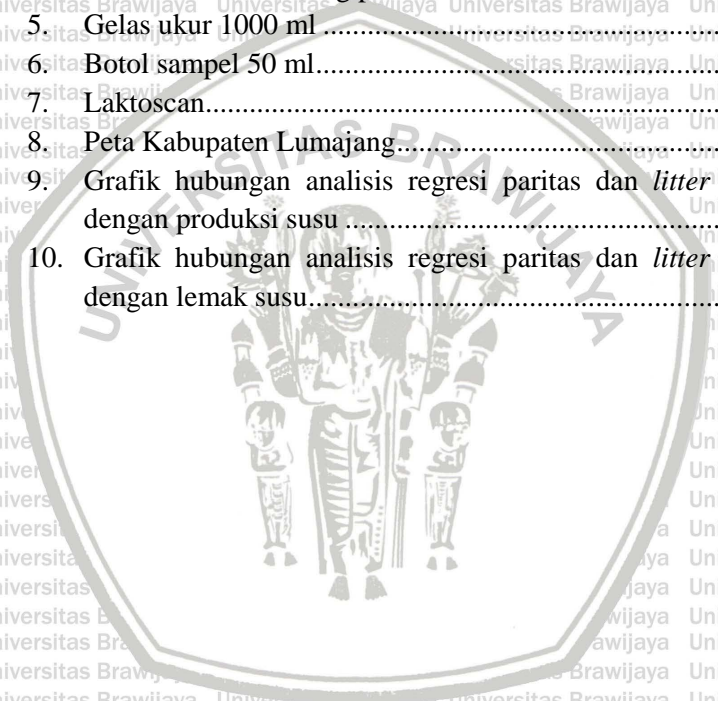 5. Gelas ukur 1000 ml ........................................................
6. Botol sampel 50 ml.........................................................
7. Laktoscan..........................................................................
8. Peta Kabupaten Lumajang.............................................
9. Grafik hubungan analisis regresi paritas dan litter
dengan produksi susu .....................................................
10. Grafik hubungan analisis regresi paritas dan litter
dengan lemak susu..........................................................
UNIVERSITAS BRAWIJAYA